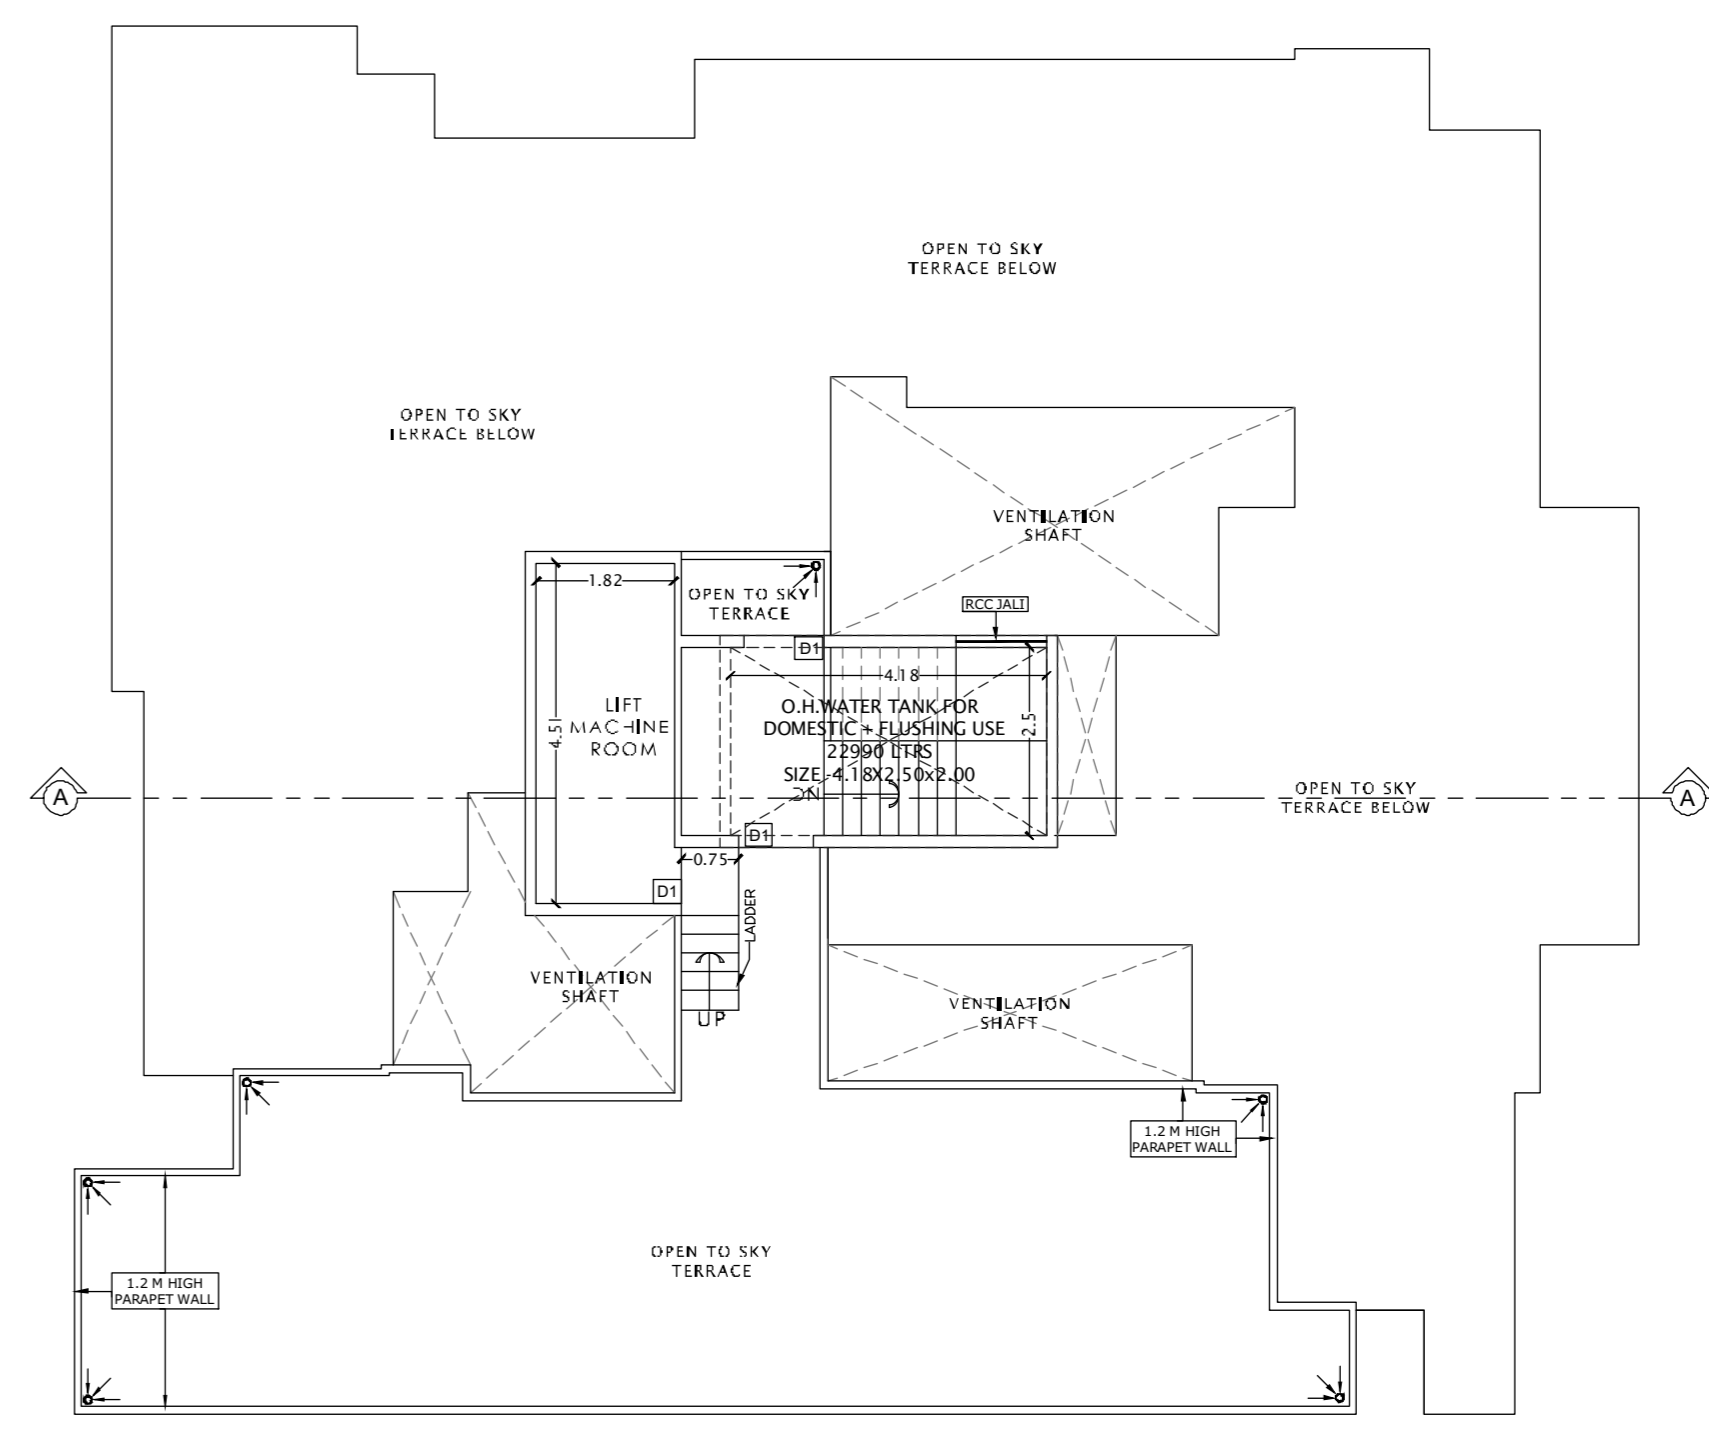 OPEN TO SKY
TERRACE BELOW
OPEN TO SKY
TERRACE BELOW
VENTILATION
SHAFT
1.82
OPEN TO SKY
TERRACE
RCC JALI
D1
4.18
LIFT
MACHINE
ROOM
4.51
O.H.WATER TANK FOR
DOMESTIC + FLUSHING USE
22990 LTRS
SIZE -4.18X2.50x2.00
2.5
DN
A
OPEN TO SKY
TERRACE BELOW
A
D1
0.75
D1
LADDER
VENTILATION
SHAFT
UP
VENTILATION
SHAFT
1.2 M HIGH
PARAPET WALL
OPEN TO SKY
TERRACE
1.2 M HIGH
PARAPET WALL